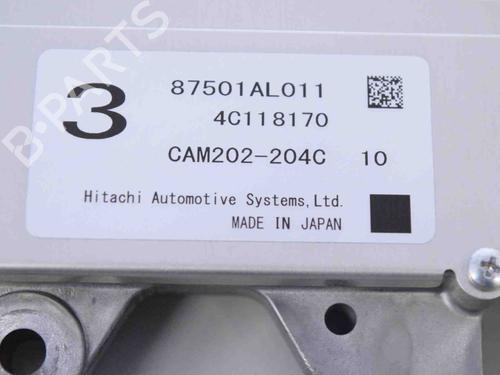 B-PARTS
3
87501AL011
4C118170
CAM202-204C 10
Hitachi Automotive Systems,Ltd.
MADE IN JAPAN